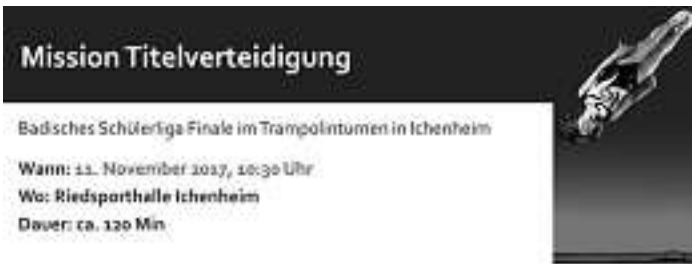 Mission Titelverteidigung
Badisches Schülerliga Finale im Trampolinturnen in Ichenheim
Wann: 11. November 2017, 10:30 Uhr
Wo: Riedsporthalle Ichenheim
Dauer: ca. 120 Min